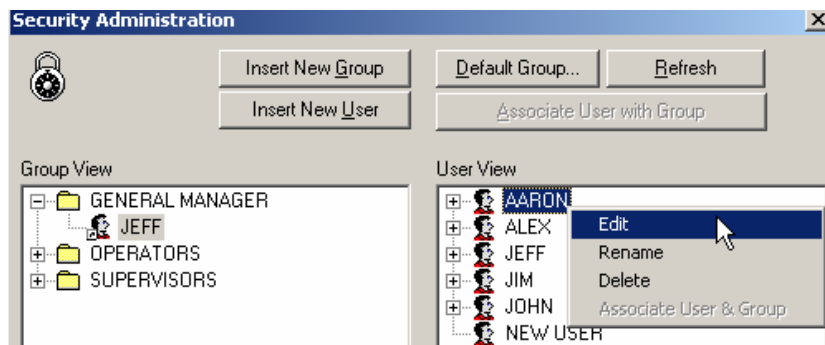 Security Administration
Insert New Group
Default Group...
Refresh
Insert New User
Associate User with Group
Group View
User View
GENERAL MANAGER
JEFF
OPERATORS
SUPERVISORS
AARON
ALEX
JEFF
JIM
JOHN
NEW USER
Edit
Rename
Delete
Associate User & Group